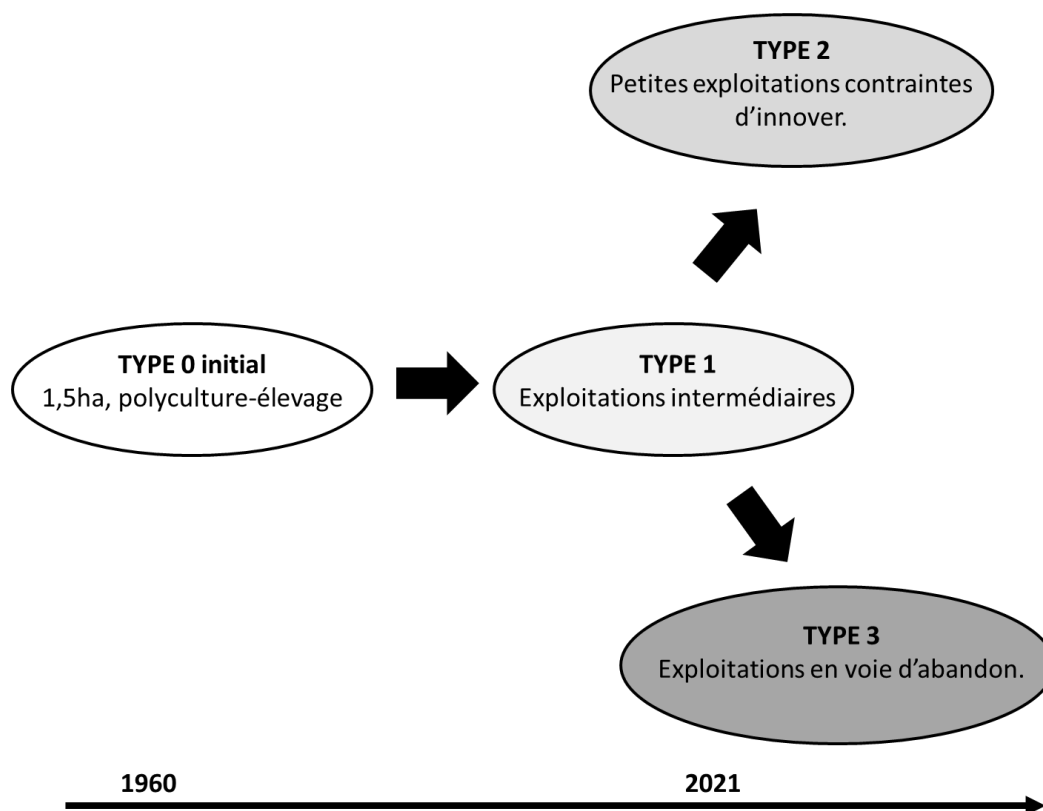 TYPE 2
Petites exploitations contraintes
d’innover.
TYPE 0 initial
1,5ha, polyculture-élevage
TYPE 1
Exploitations intermédiaires
TYPE 3
Exploitations en voie d’abandon.
1960
2021